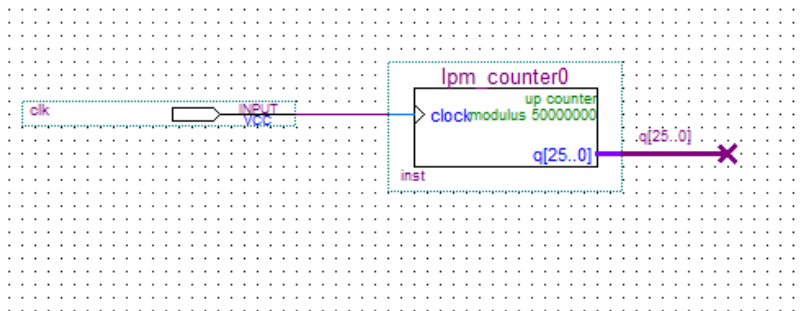 lpm_counter0
clk
INPUT
VCC
up counter
clock
modulus 50000000
q[25..0]
q[25..0]
inst